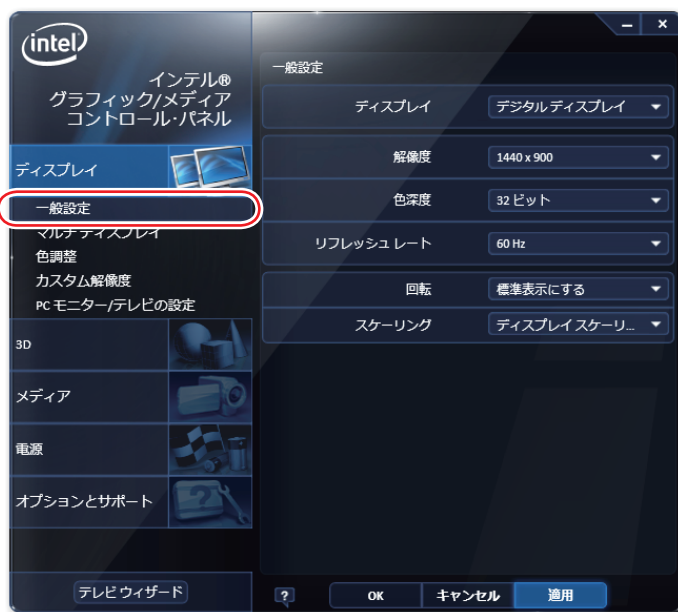 intel
インテル®
グラフィック/メディア
コントロール・パネル
ディスプレイ
一般設定
マルチ ディスプレイ
色調整
カスタム解像度
PC モニター/テレビの設定
3D
メディア
電源
オプションとサポート
テレビ ウィザード
一般設定
ディスプレイ デジタル ディスプレイ
解像度 1440 x 900
色深度 32 ビット
リフレッシュ レート 60 Hz
回転 標準表示にする
スケーリング ディスプレイ スケーリ...
? OK キャンセル 適用